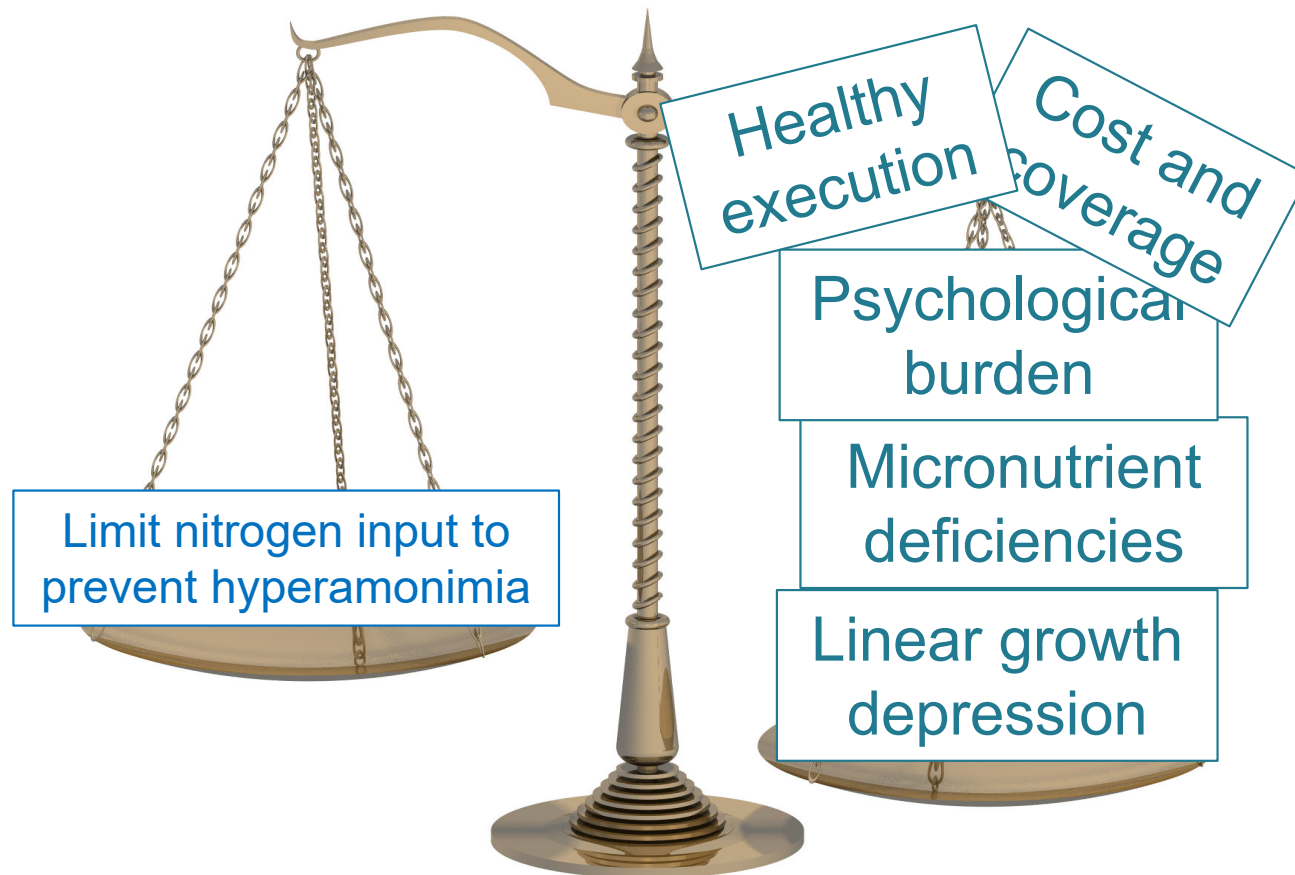 Limit nitrogen input to
prevent hyperamonimia
Healthy
execution
Cost and
coverage
Psychological
burden
Micronutrient
deficiencies
Linear growth
depression